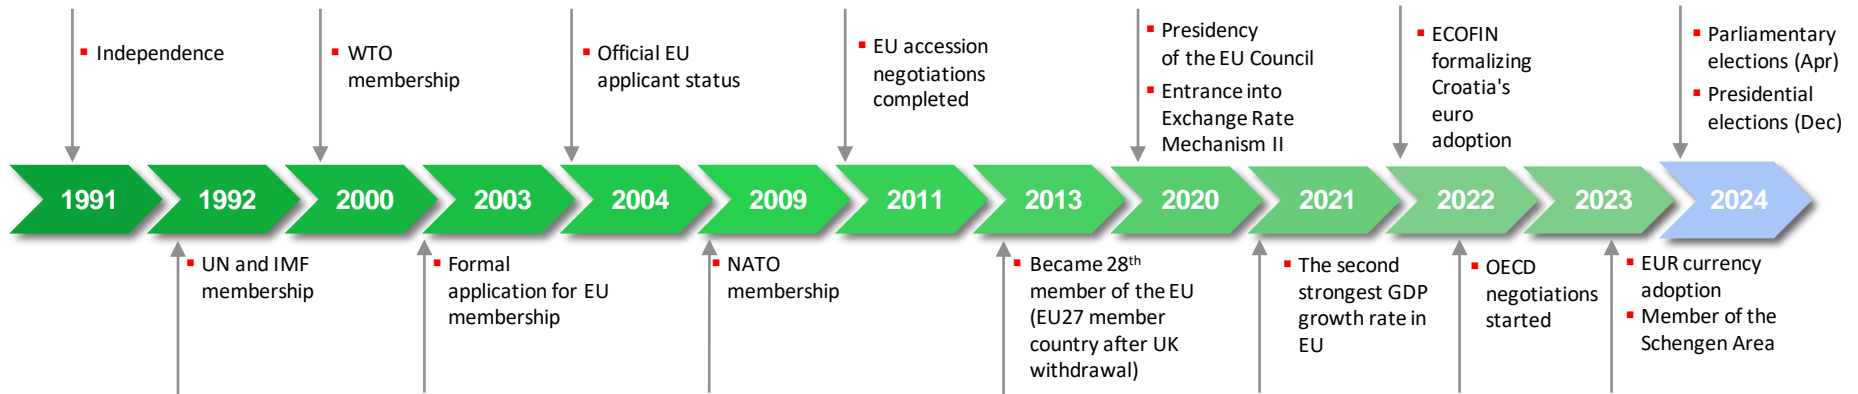 Independence
WTO
membership
Official EU
applicant status
EU accession
negotiations
completed
Presidency
of the EU Council
Entrance into
Exchange Rate
Mechanism II
ECOFIN
formalizing
Croatia's
euro
adoption
Parliamentary
elections (Apr)
Presidential
elections (Dec)
1991
1992
2000
2003
2004
2009
2011
2013
2020
2021
2022
2023
2024
UN and IMF
membership
Formal
application for EU
membership
NATO
membership
Became 28th
member of the EU
(EU27 member
country after UK
withdrawal)
The second
strongest GDP
growth rate in
EU
OECD
negotiations
started
EUR currency
adoption
Member of the
Schengen Area